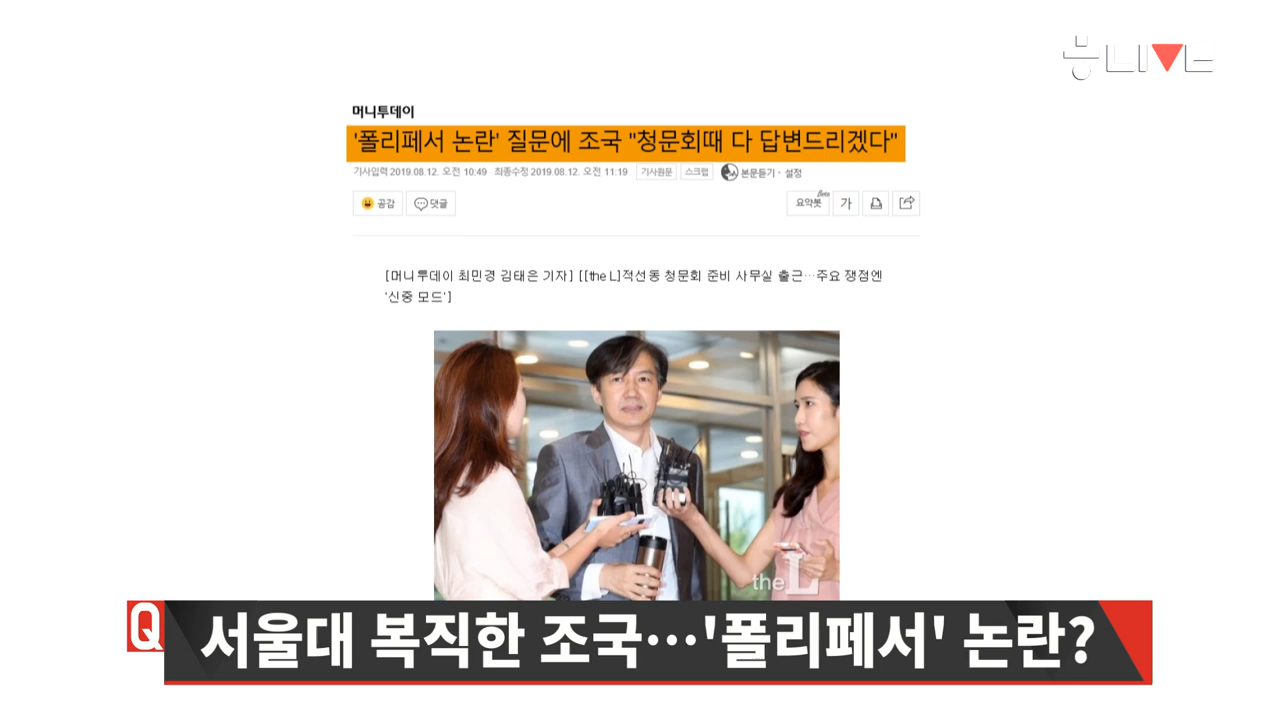 늉LIVE
머니투데이
'폴리페서 논란' 질문에 조국 "청문회때 다 답변드리겠다"
기사입력 2019.08.12. 오전 10:49 최종수정 2019.08.12. 오전 11:19 기사원문 스크랩 본문듣기 · 설정
공감 댓글 요약봇 Beta 가
[머니투데이 최민경 김태은 기자] [[the L]적선동 청문회 준비 사무실 출근…주요 쟁점엔
'신중 모드']
the L
Q 서울대 복직한 조국…'폴리페서' 논란?